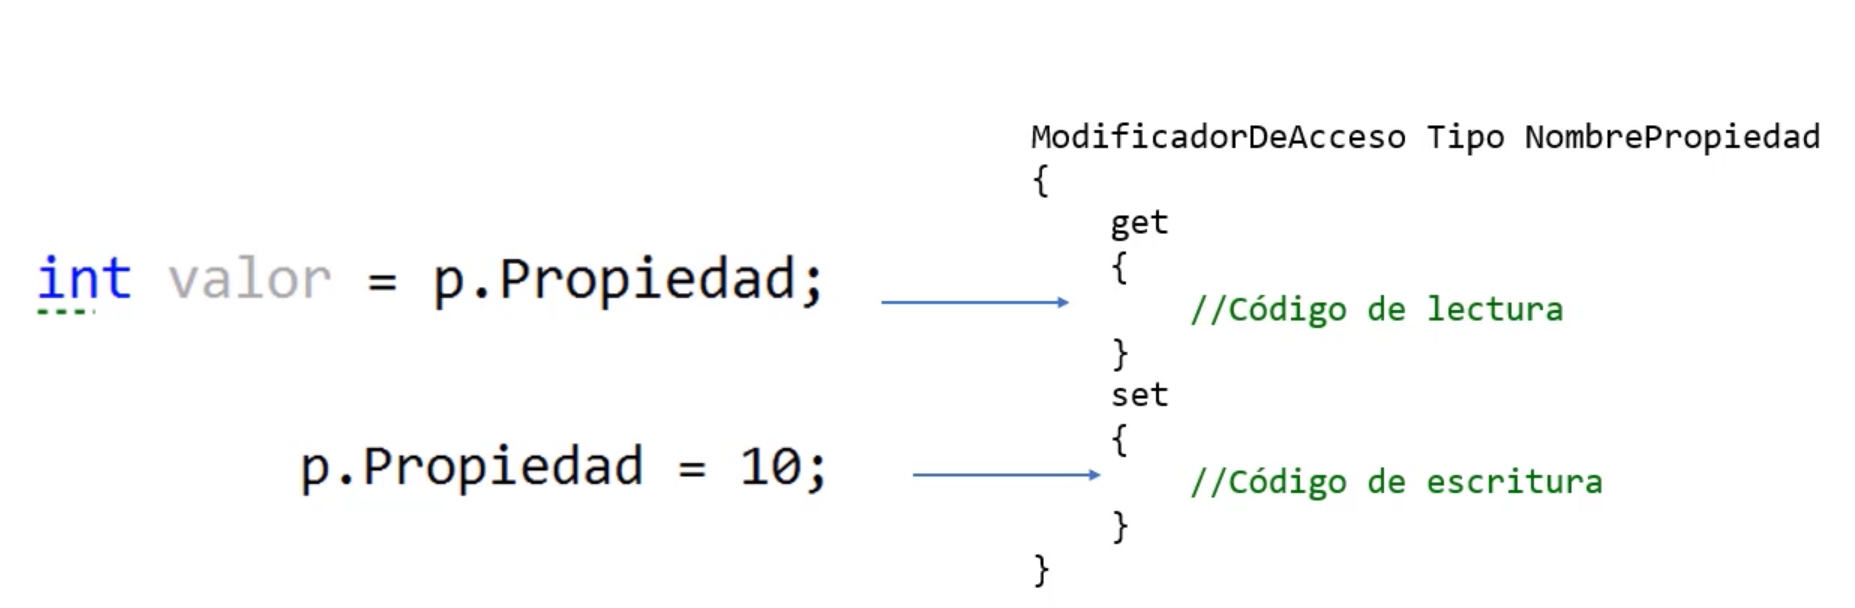 int valor = p.Propiedad;
p.Propiedad = 10;
ModificadorDeAcceso Tipo NombrePropiedad
{
get
{
//Código de lectura
}
set
{
//Código de escritura
}
}